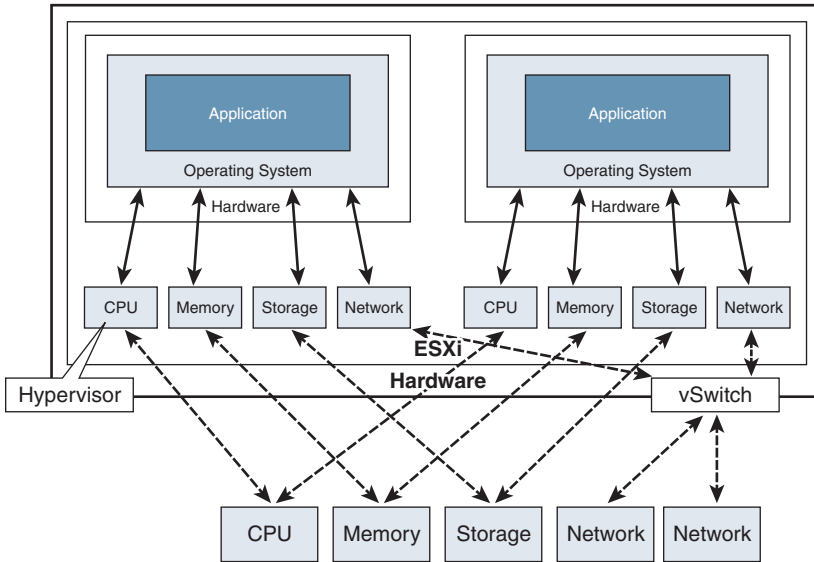 Application
Application
Operating System
Operating System
Hardware
Hardware
CPU
Memory
Storage
Network
CPU
Memory
Storage
Network
ESXi
Hardware
Hypervisor
vSwitch
CPU
Memory
Storage
Network
Network